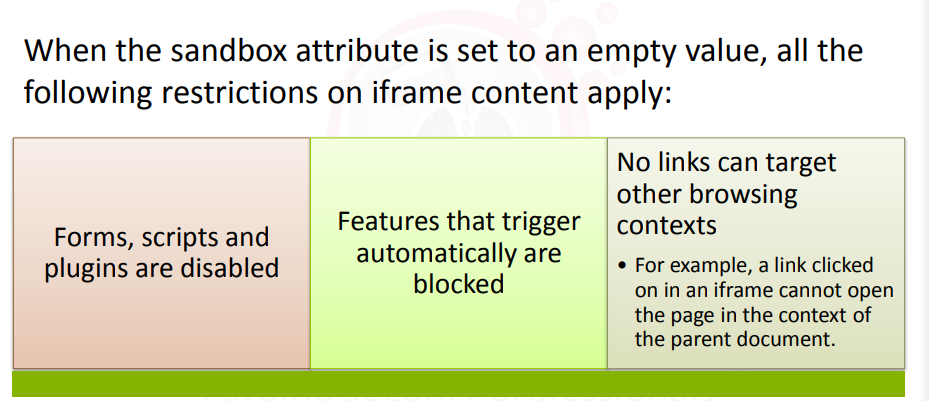 When the sandbox attribute is set to an empty value, all the
following restrictions on iframe content apply:
Forms, scripts and
plugins are disabled
Features that trigger
automatically are
blocked
No links can target
other browsing
contexts
• For example, a link clicked
on in an iframe cannot open
the page in the context of
the parent document.